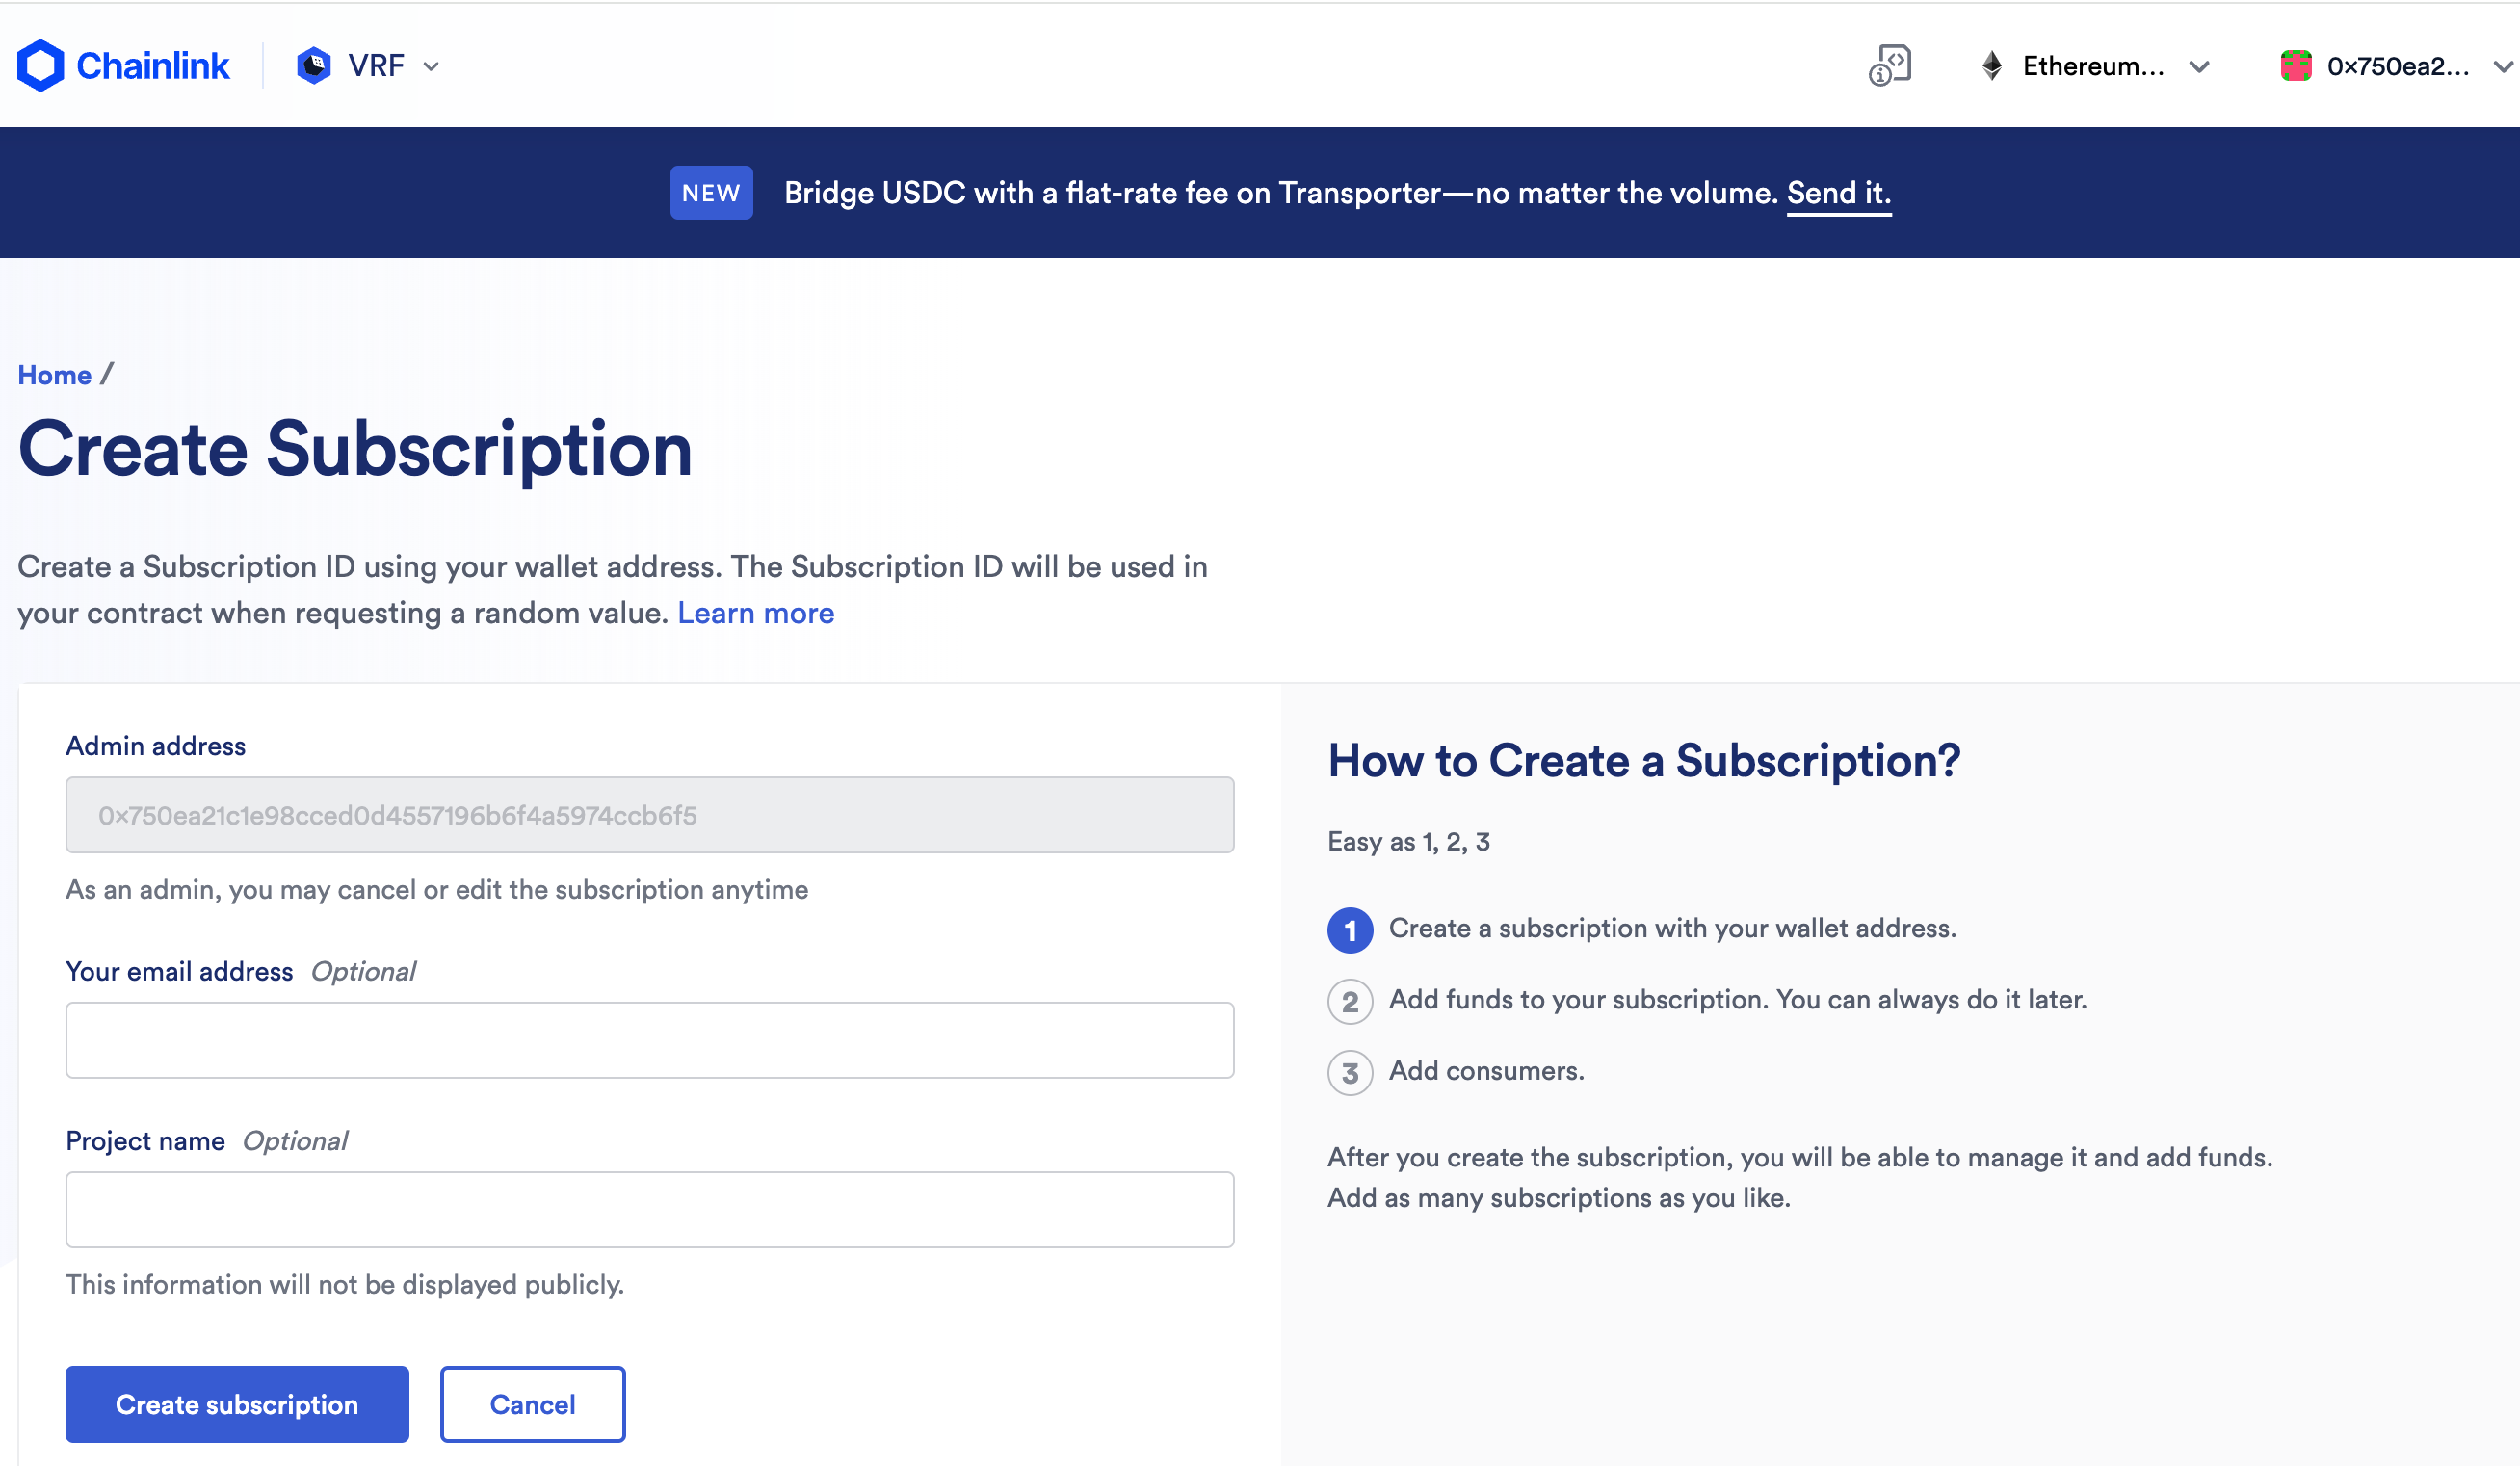 Chainlink
VRF
Ethereum...
0x750ea2...
NEW
Bridge USDC with a flat-rate fee on Transporter—no matter the volume. Send it.
Home /
Create Subscription
Create a Subscription ID using your wallet address. The Subscription ID will be used in
your contract when requesting a random value. Learn more
Admin address
0x750ea21c1e98cced0d4557196b6f4a5974ccb6f5
As an admin, you may cancel or edit the subscription anytime
Your email address Optional
Project name Optional
This information will not be displayed publicly.
Create subscription
Cancel
How to Create a Subscription?
Easy as 1, 2, 3
1 Create a subscription with your wallet address.
2 Add funds to your subscription. You can always do it later.
3 Add consumers.
After you create the subscription, you will be able to manage it and add funds.
Add as many subscriptions as you like.